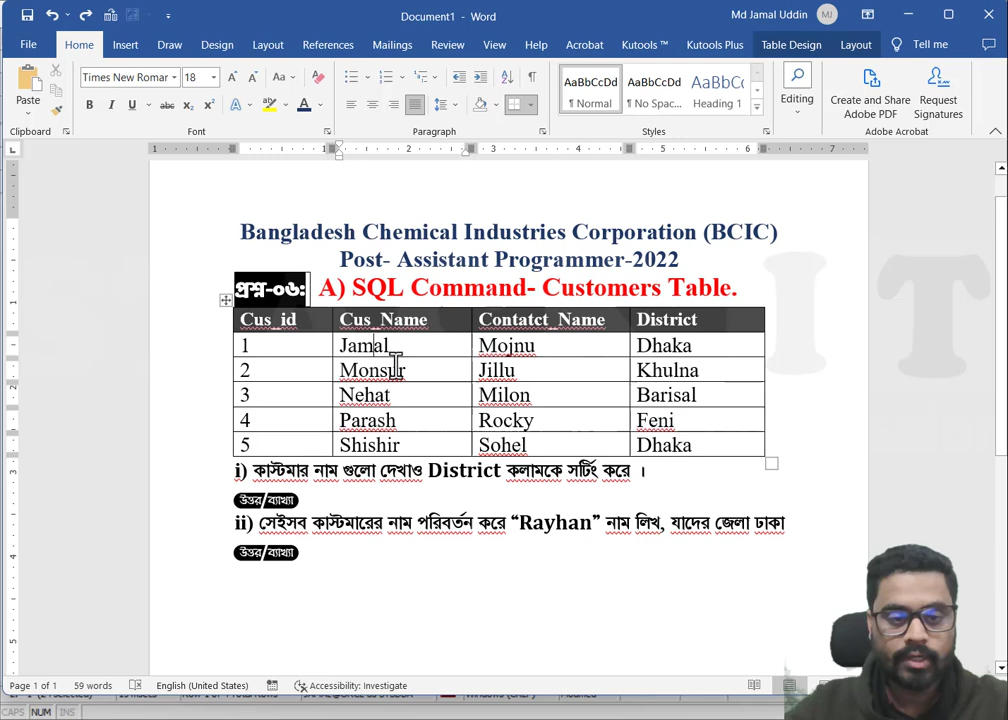 Document1 - Word
Md Jamal Uddin MJ
File Home Insert Draw Design Layout References Mailings Review View Help Acrobat Kutools ™ Kutools Plus Table Design Layout Tell me
Times New Romar 18
Paste
Clipboard Font Paragraph Styles Adobe Acrobat
AaBbCcDd AaBbCcDd AaBbCc
¶ Normal ¶ No Spac... Heading 1
Editing
Create and Share Adobe PDF
Request Signatures
Bangladesh Chemical Industries Corporation (BCIC)
Post- Assistant Programmer-2022
প্রশ্ন-০৬: A) SQL Command- Customers Table.
Cus_id Cus_Name Contatct_Name District
1 Jamal Mojnu Dhaka
2 Monsur Jillu Khulna
3 Nehat Milon Barisal
4 Parash Rocky Feni
5 Shishir Sohel Dhaka
i) কাস্টমার নাম গুলো দেখাও District কলামকে সর্টিং করে ।
উত্তর/ব্যাখ্যা
ii) সেইসব কাস্টমারের নাম পরিবর্তন করে “Rayhan” নাম লিখ, যাদের জেলা ঢাকা
উত্তর/ব্যাখ্যা
Page 1 of 1 59 words English (United States) Accessibility: Investigate
CAPS NUM INS